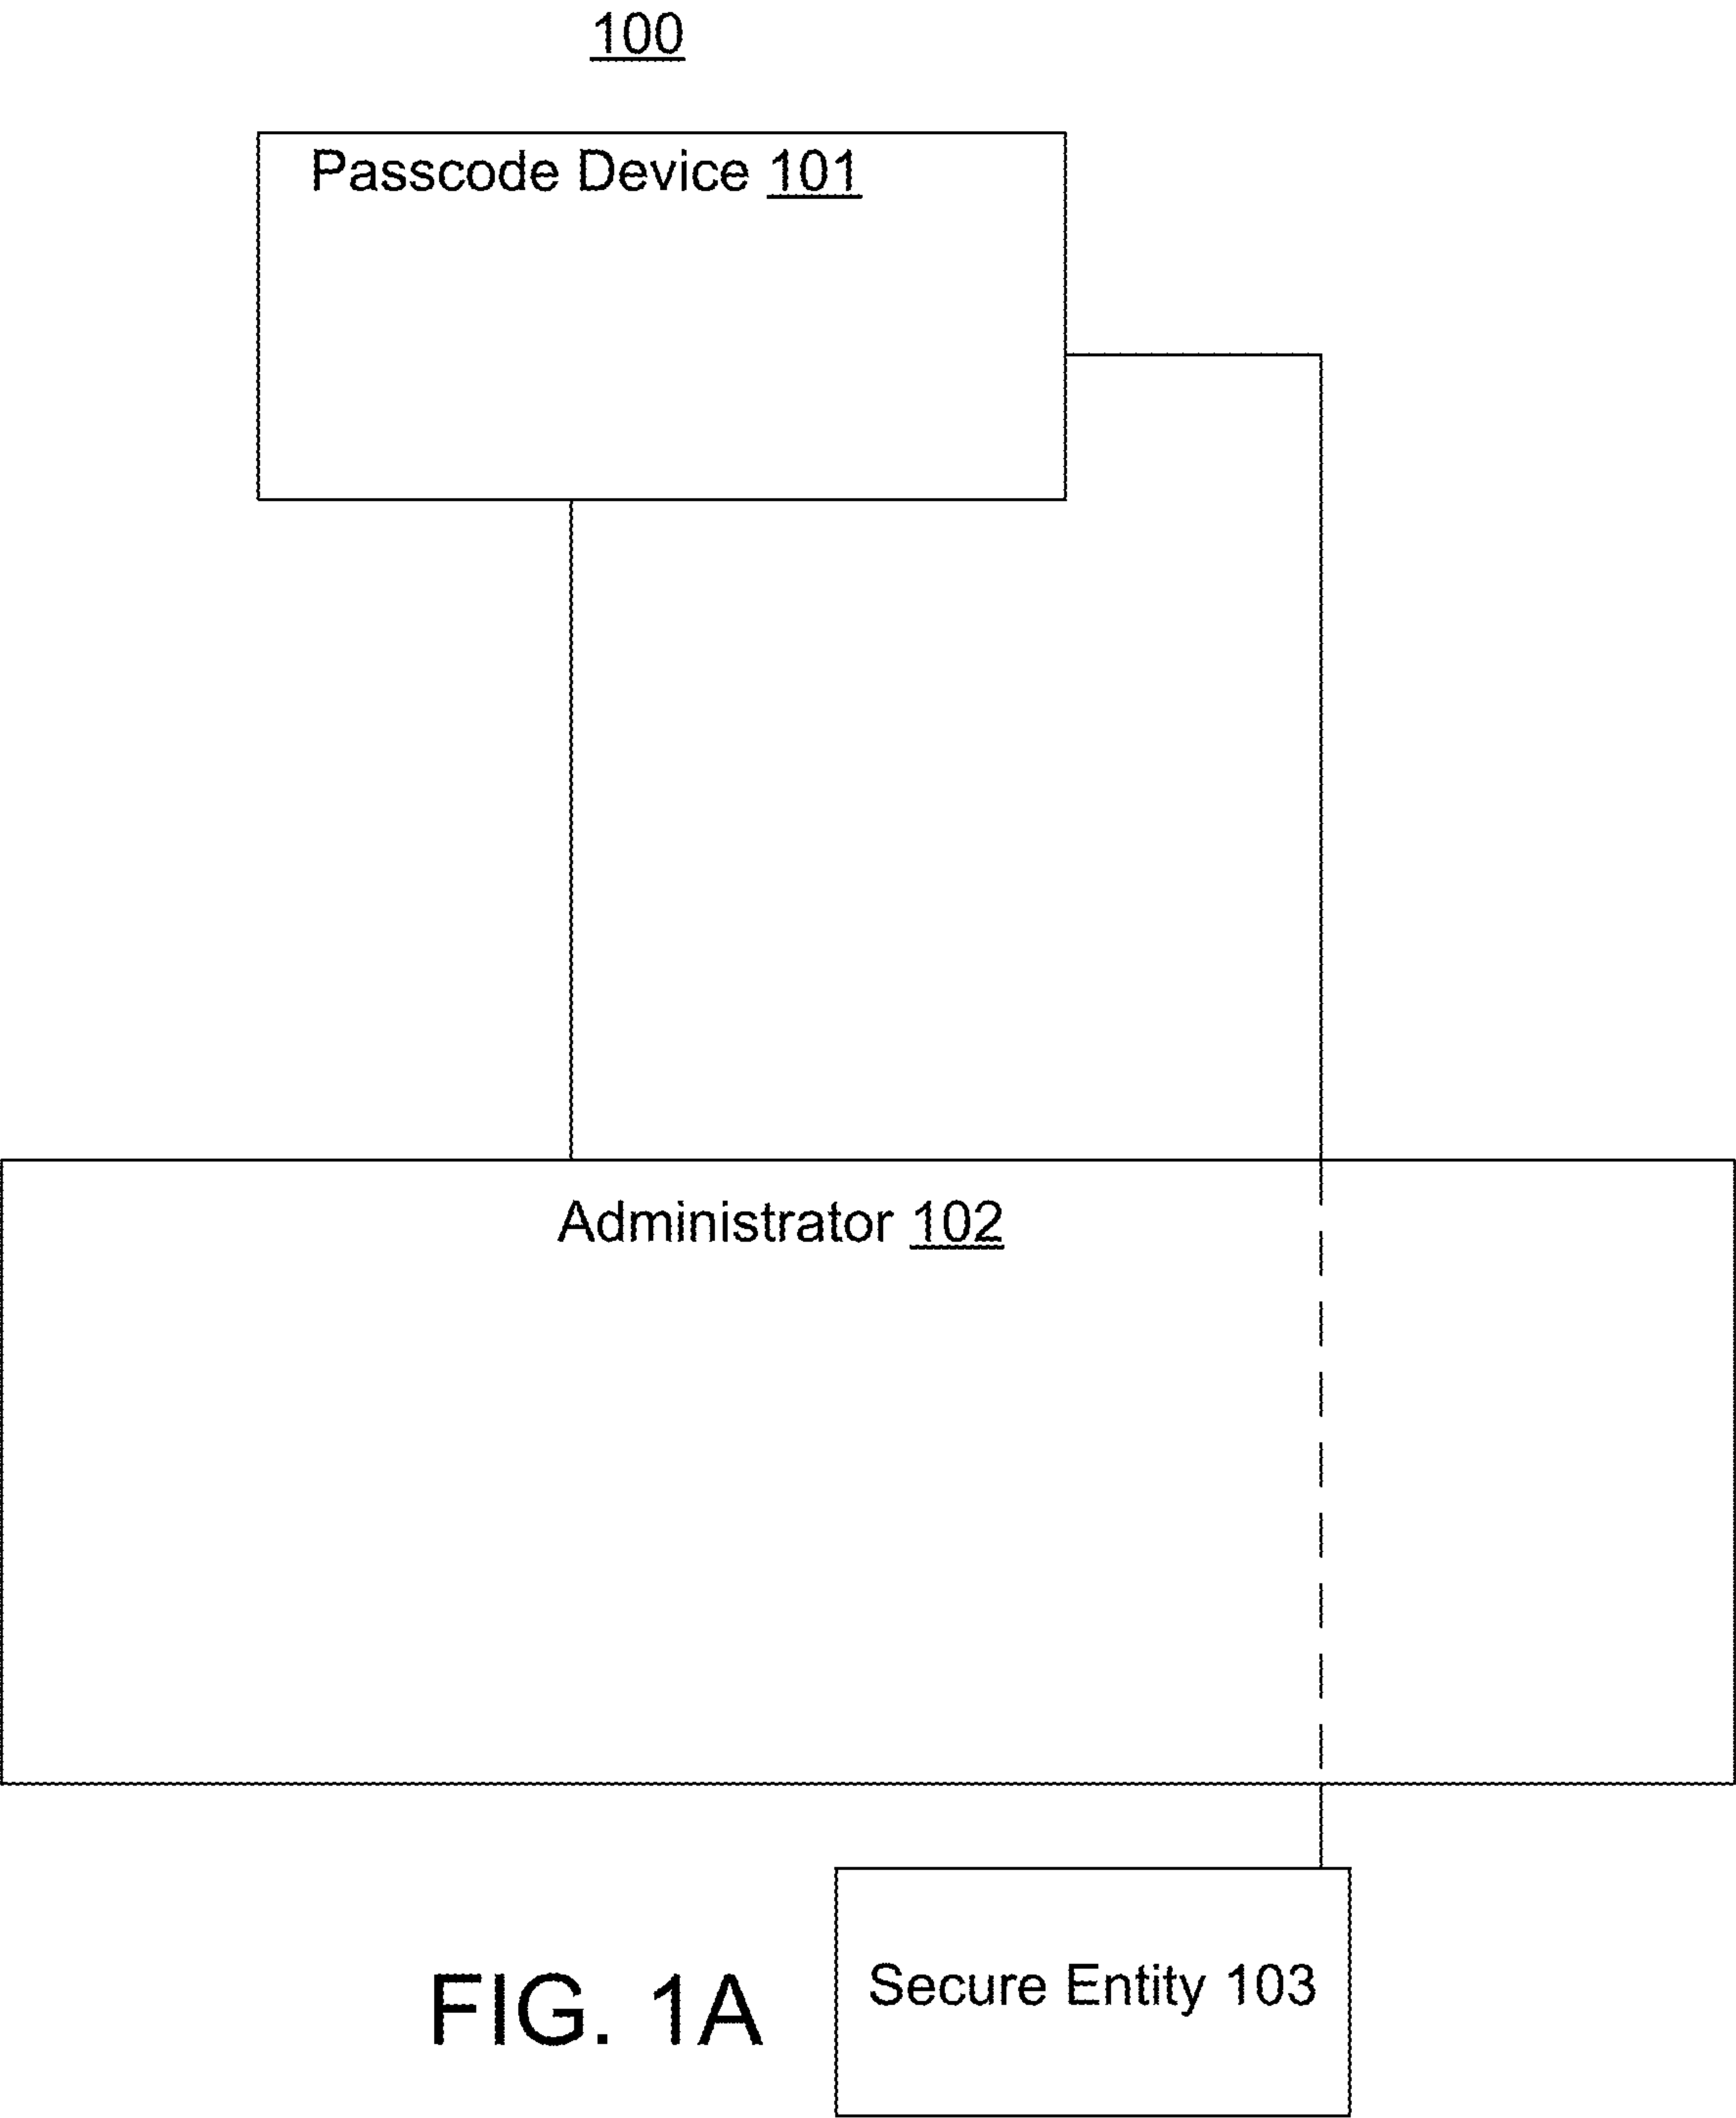 100
Passcode Device 101
Administrator 102
Secure Entity 103
FIG. 1A